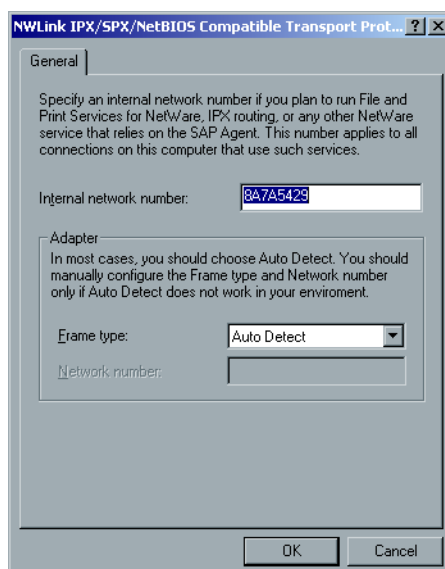 NWLink IPX/SPX/NetBIOS Compatible Transport Prot...
General
Specify an internal network number if you plan to run File and
Print Services for NetWare, IPX routing, or any other NetWare
service that relies on the SAP Agent. This number applies to all
connections on this computer that use such services.
Internal network number: 8A7A5429
Adapter
In most cases, you should choose Auto Detect. You should
manually configure the Frame type and Network number
only if Auto Detect does not work in your enviroment.
Frame type: Auto Detect
Network number:
OK Cancel